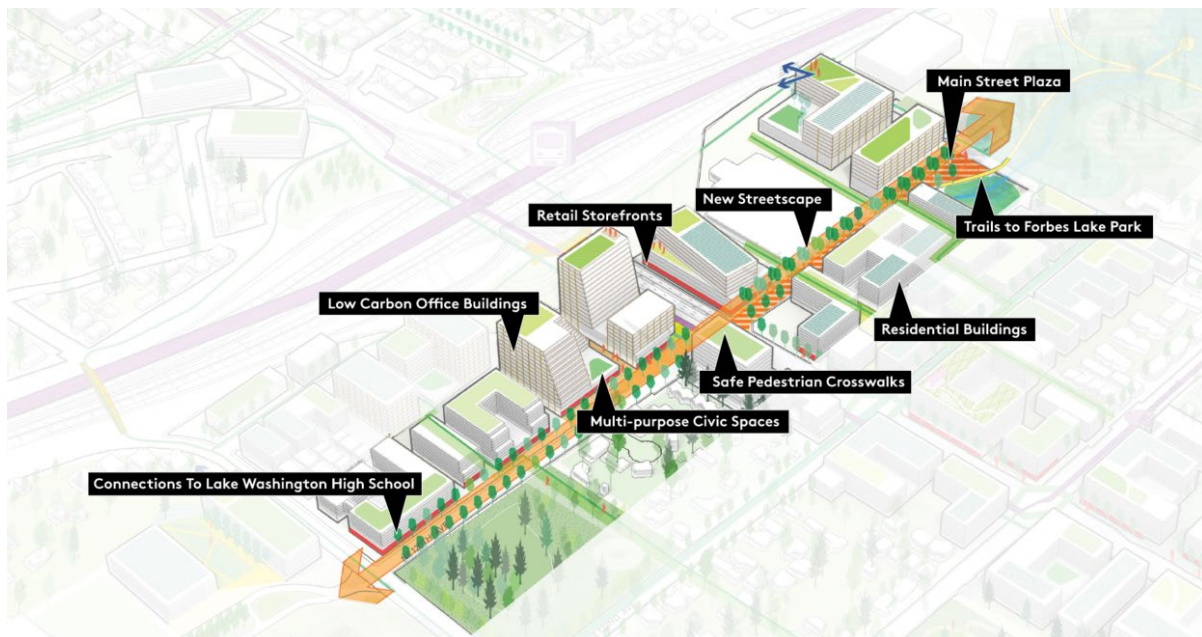 Main Street Plaza
New Streetscape
Retail Storefronts
Trails to Forbes Lake Park
Low Carbon Office Buildings
Residential Buildings
Safe Pedestrian Crosswalks
Multi-purpose Civic Spaces
Connections To Lake Washington High School